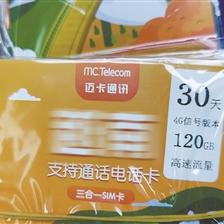 MC.Telecom
迈卡通讯
30天
4G信号版本
120GB
高速流量
支持通话电话卡
三合一SIM卡